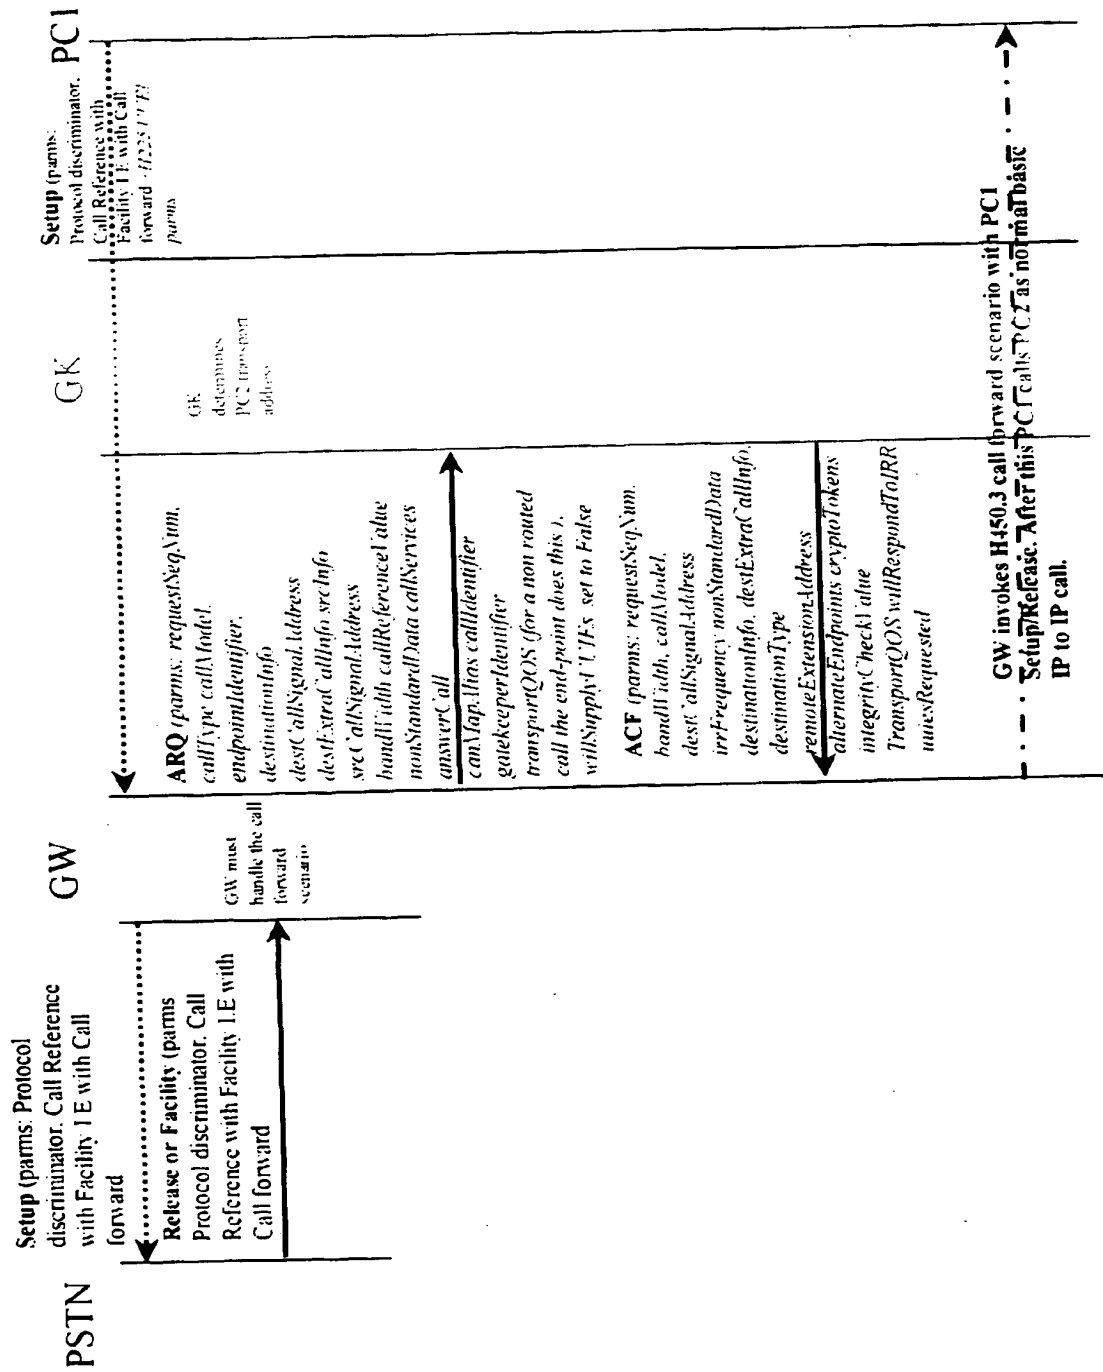 PSTN
GW
GK
PC1
Setup (parms: Protocol
discriminator. Call Reference
with Facility I E with Call
forward
Release or Facility (parms
Protocol discriminator. Call
Reference with Facility I.E with
Call forward
GW must
handle the call
forward
scenario
ARQ (parms: requestSeqNum,
callType callModel.
endpointIdentifier.
destinationInfo
destCallSignalAddress
destExtraCallInfo srcInfo
srcCallSignalAddress
bandWidth callReferenceValue
nonStandardData callServices
answerCall
canMapAlias callIdentifier
gatekeeperIdentifier
transportQOS (for a non routed
call the end-point does this),
willSupplyUUIEs set to False
ACF (parms: requestSeqNum.
bandWidth, callModel.
destCallSignalAddress
irrFrequency nonStandardData
destinationInfo. destExtraCallInfo.
destinationType
remoteExtensionAddress
alternateEndpoints cryptoTokens
integrityCheckValue
TransportQOS willRespondToIRR
uuiesRequested
GK
determines
PC2 transport
address
Setup (parms:
Protocol discriminator.
Call Reference with
Facility I.E with Call
forward H225
parms
GW invokes H450.3 call forward scenario with PC1
Setup/Release. After this PC1 calls PC2 as normal basic
IP to IP call.